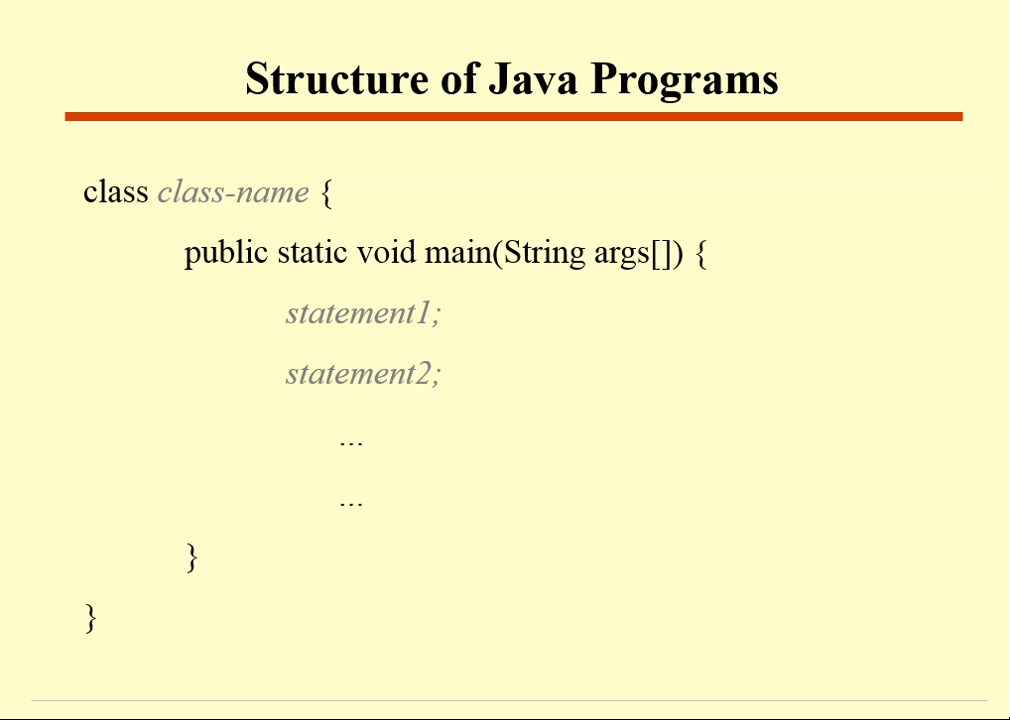 Structure of Java Programs
class class-name {
public static void main(String args[]) {
statement1;
statement2;
...
...
}
}